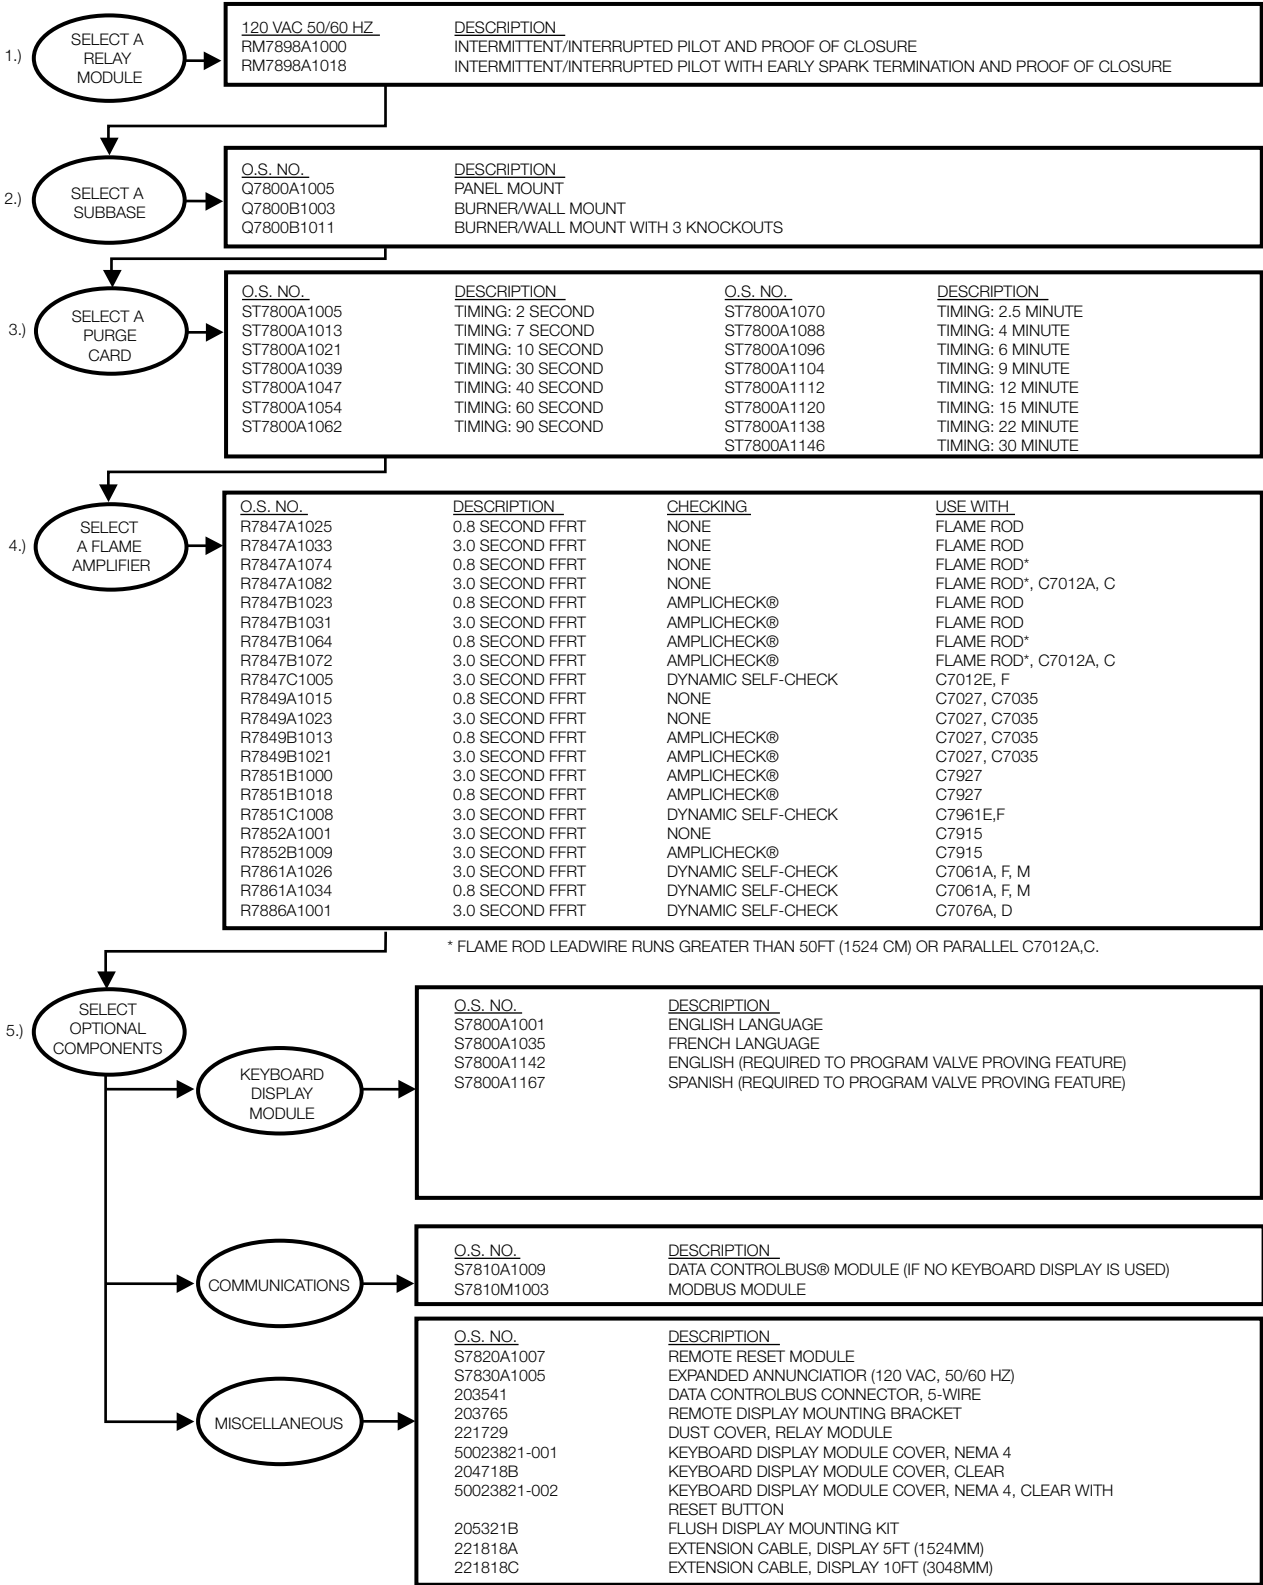 1.)
SELECT A
RELAY
MODULE
120 VAC 50/60 HZ DESCRIPTION
RM7898A1000 INTERMITTENT/INTERRUPTED PILOT AND PROOF OF CLOSURE
RM7898A1018 INTERMITTENT/INTERRUPTED PILOT WITH EARLY SPARK TERMINATION AND PROOF OF CLOSURE
2.)
SELECT A
SUBBASE
O.S. NO. DESCRIPTION
Q7800A1005 PANEL MOUNT
Q7800B1003 BURNER/WALL MOUNT
Q7800B1011 BURNER/WALL MOUNT WITH 3 KNOCKOUTS
3.)
SELECT A
PURGE
CARD
O.S. NO. DESCRIPTION O.S. NO. DESCRIPTION
ST7800A1005 TIMING: 2 SECOND ST7800A1070 TIMING: 2.5 MINUTE
ST7800A1013 TIMING: 7 SECOND ST7800A1088 TIMING: 4 MINUTE
ST7800A1021 TIMING: 10 SECOND ST7800A1096 TIMING: 6 MINUTE
ST7800A1039 TIMING: 30 SECOND ST7800A1104 TIMING: 9 MINUTE
ST7800A1047 TIMING: 40 SECOND ST7800A1112 TIMING: 12 MINUTE
ST7800A1054 TIMING: 60 SECOND ST7800A1120 TIMING: 15 MINUTE
ST7800A1062 TIMING: 90 SECOND ST7800A1138 TIMING: 22 MINUTE
ST7800A1146 TIMING: 30 MINUTE
4.)
SELECT
A FLAME
AMPLIFIER
O.S. NO. DESCRIPTION CHECKING USE WITH
R7847A1025 0.8 SECOND FFRT NONE FLAME ROD
R7847A1033 3.0 SECOND FFRT NONE FLAME ROD
R7847A1074 0.8 SECOND FFRT NONE FLAME ROD*
R7847A1082 3.0 SECOND FFRT NONE FLAME ROD*, C7012A, C
R7847B1023 0.8 SECOND FFRT AMPLICHECK® FLAME ROD
R7847B1031 3.0 SECOND FFRT AMPLICHECK® FLAME ROD
R7847B1064 0.8 SECOND FFRT AMPLICHECK® FLAME ROD*
R7847B1072 3.0 SECOND FFRT AMPLICHECK® FLAME ROD*, C7012A, C
R7847C1005 3.0 SECOND FFRT DYNAMIC SELF-CHECK C7012E, F
R7849A1015 0.8 SECOND FFRT NONE C7027, C7035
R7849A1023 3.0 SECOND FFRT NONE C7027, C7035
R7849B1013 0.8 SECOND FFRT AMPLICHECK® C7027, C7035
R7849B1021 3.0 SECOND FFRT AMPLICHECK® C7027, C7035
R7851B1000 3.0 SECOND FFRT AMPLICHECK® C7927
R7851B1018 0.8 SECOND FFRT AMPLICHECK® C7927
R7851C1008 3.0 SECOND FFRT DYNAMIC SELF-CHECK C7961E,F
R7852A1001 3.0 SECOND FFRT NONE C7915
R7852B1009 3.0 SECOND FFRT AMPLICHECK® C7915
R7861A1026 3.0 SECOND FFRT DYNAMIC SELF-CHECK C7061A, F, M
R7861A1034 0.8 SECOND FFRT DYNAMIC SELF-CHECK C7061A, F, M
R7886A1001 3.0 SECOND FFRT DYNAMIC SELF-CHECK C7076A, D
* FLAME ROD LEADWIRE RUNS GREATER THAN 50FT (1524 CM) OR PARALLEL C7012A,C.
5.)
SELECT
OPTIONAL
COMPONENTS
KEYBOARD
DISPLAY
MODULE
O.S. NO. DESCRIPTION
S7800A1001 ENGLISH LANGUAGE
S7800A1035 FRENCH LANGUAGE
S7800A1142 ENGLISH (REQUIRED TO PROGRAM VALVE PROVING FEATURE)
S7800A1167 SPANISH (REQUIRED TO PROGRAM VALVE PROVING FEATURE)
COMMUNICATIONS
O.S. NO. DESCRIPTION
S7810A1009 DATA CONTROLBUS® MODULE (IF NO KEYBOARD DISPLAY IS USED)
S7810M1003 MODBUS MODULE
MISCELLANEOUS
O.S. NO. DESCRIPTION
S7820A1007 REMOTE RESET MODULE
S7830A1005 EXPANDED ANNUNCIATIOR (120 VAC, 50/60 HZ)
203541 DATA CONTROLBUS CONNECTOR, 5-WIRE
203765 REMOTE DISPLAY MOUNTING BRACKET
221729 DUST COVER, RELAY MODULE
50023821-001 KEYBOARD DISPLAY MODULE COVER, NEMA 4
204718B KEYBOARD DISPLAY MODULE COVER, CLEAR
50023821-002 KEYBOARD DISPLAY MODULE COVER, NEMA 4, CLEAR WITH
RESET BUTTON
205321B FLUSH DISPLAY MOUNTING KIT
221818A EXTENSION CABLE, DISPLAY 5FT (1524MM)
221818C EXTENSION CABLE, DISPLAY 10FT (3048MM)